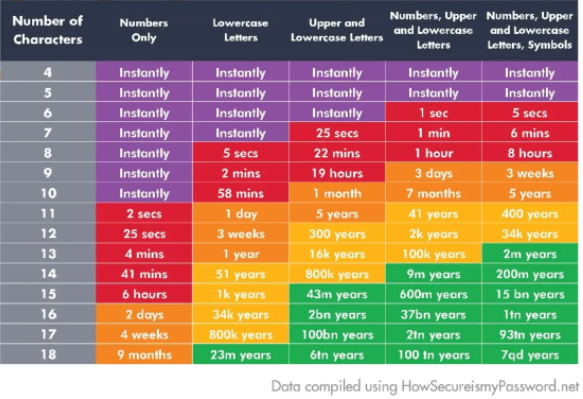 Number of Characters Numbers Only Lowercase Letters Upper and Lowercase Letters Numbers, Upper and Lowercase Letters Numbers, Upper and Lowercase Letters, Symbols
4 Instantly Instantly Instantly Instantly Instantly
5 Instantly Instantly Instantly Instantly Instantly
6 Instantly Instantly Instantly 1 sec 5 secs
7 Instantly Instantly 25 secs 1 min 6 mins
8 Instantly 5 secs 22 mins 1 hour 8 hours
9 Instantly 2 mins 19 hours 3 days 3 weeks
10 Instantly 58 mins 1 month 7 months 5 years
11 2 secs 1 day 5 years 41 years 400 years
12 25 secs 3 weeks 300 years 2k years 34k years
13 4 mins 1 year 16k years 100k years 2m years
14 41 mins 51 years 800k years 9m years 200m years
15 6 hours 1k years 43m years 600m years 15 bn years
16 2 days 34k years 2bn years 37bn years 1tn years
17 4 weeks 800k years 100bn years 2tn years 93tn years
18 9 months 23m years 6tn years 100 tn years 7qd years
Data compiled using HowSecureismyPassword.net